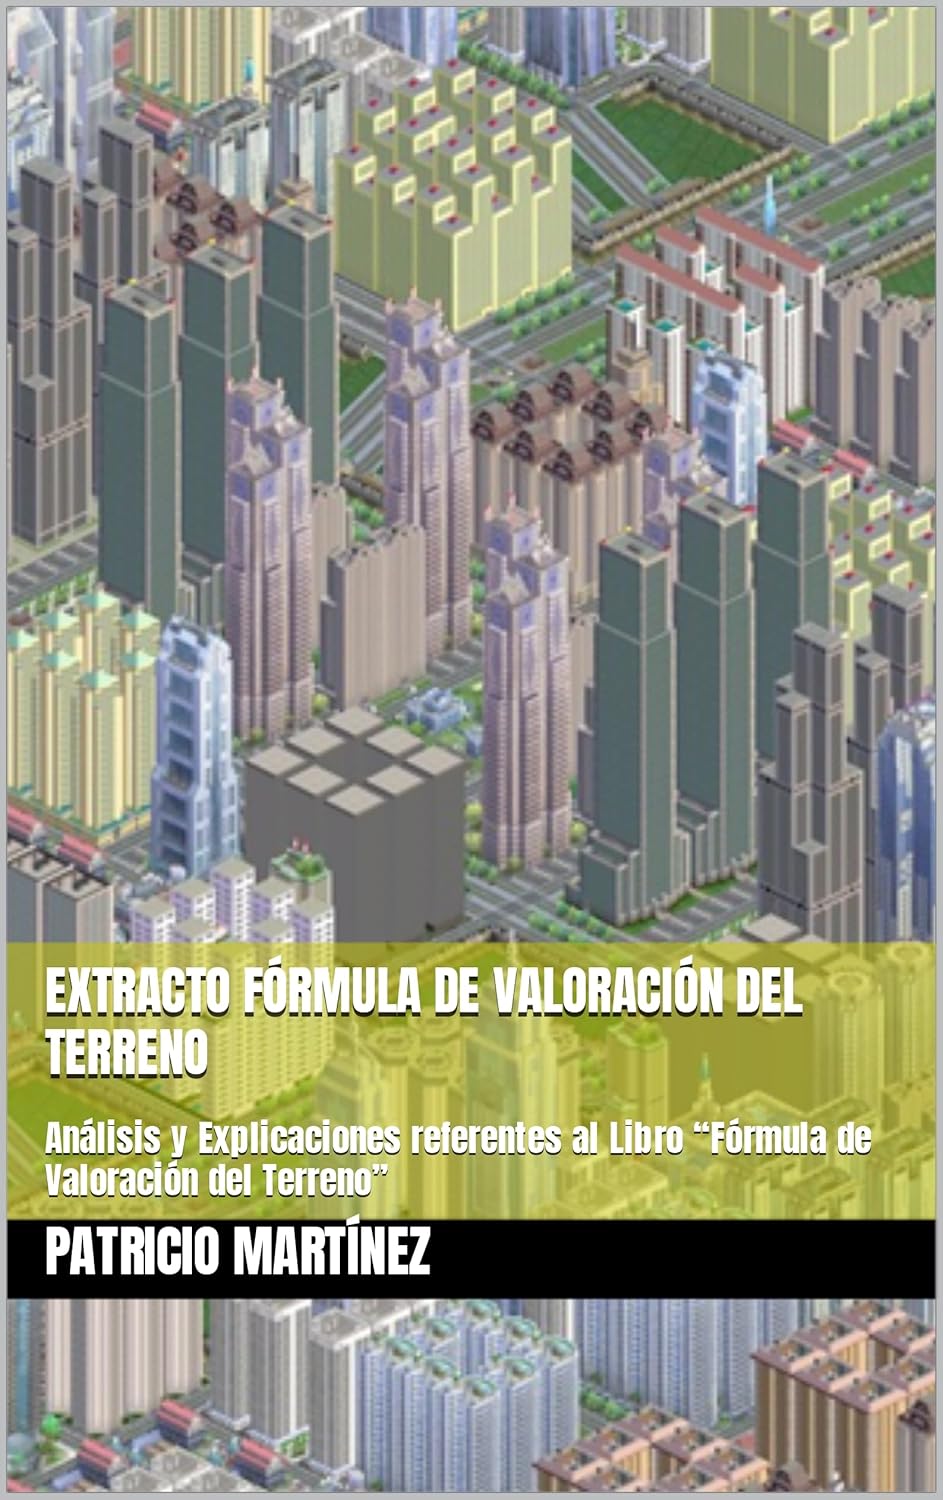 EXTRACTO FÓRMULA DE VALORACIÓN DEL
TERRENO
Análisis y Explicaciones referentes al Libro “Fórmula de
Valoración del Terreno”
PATRICIO MARTÍNEZ